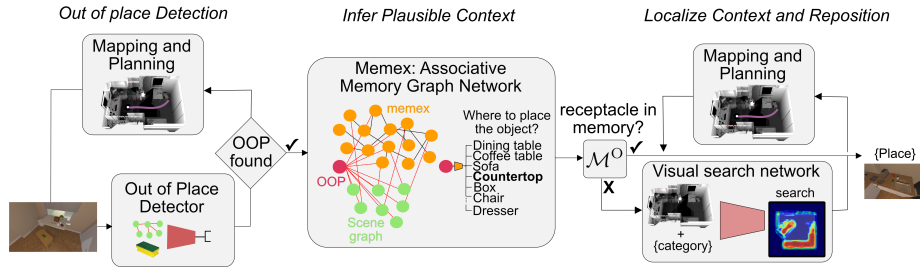 Out of place Detection
Infer Plausible Context
Localize Context and Reposition
Mapping and
Planning
OOP
found
✔
Out of Place
Detector
Memex: Associative
Memory Graph Network
memex
OOP
Scene
graph
Where to place
the object?
Dining table
Coffee table
Sofa
Countertop
Box
Chair
Dresser
receptacle in
memory?
Mᴼ
✔
X
Mapping and
Planning
Visual search network
search
+
{category}
{Place}